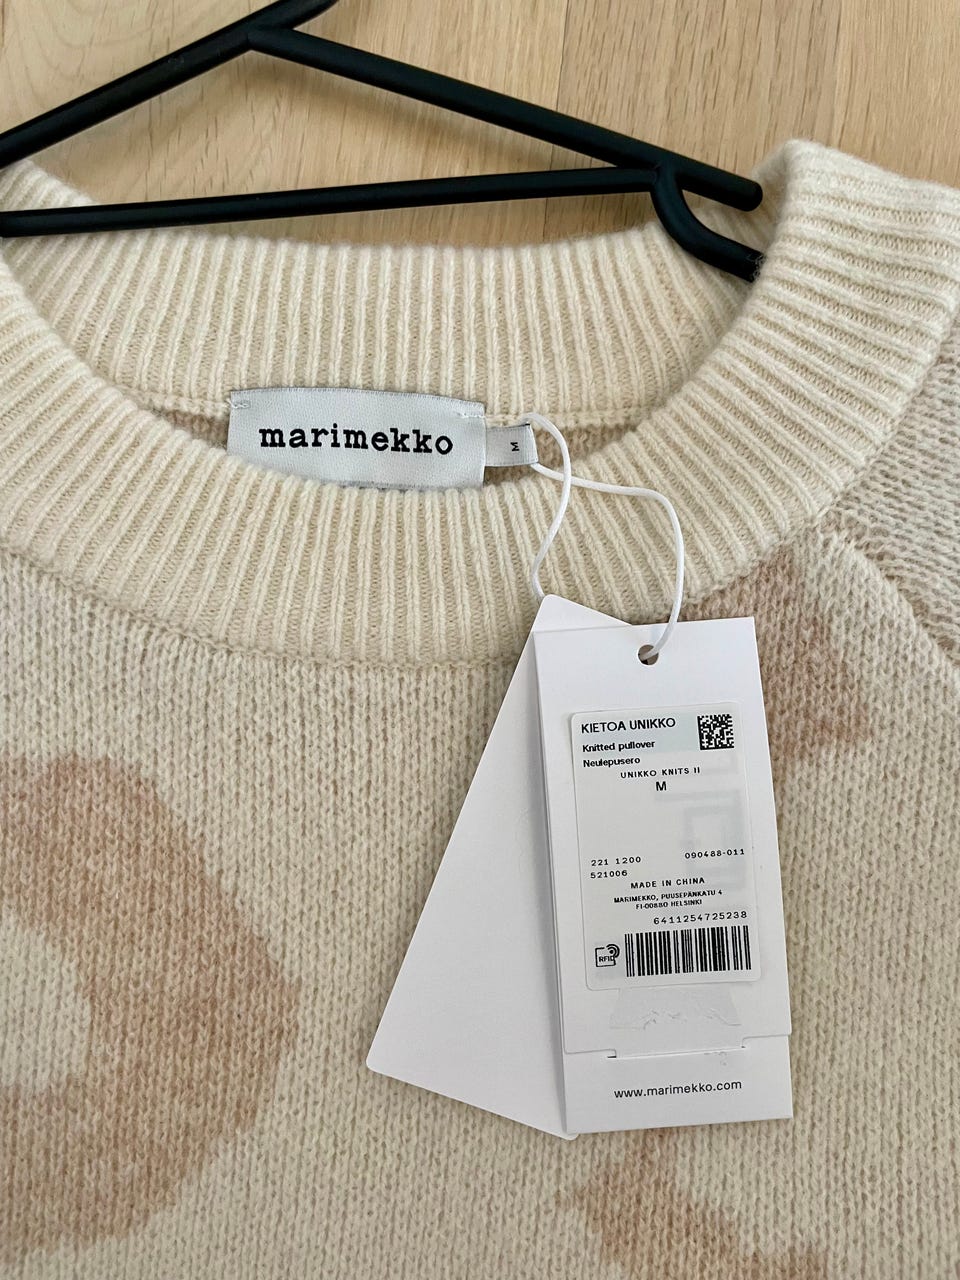 marimekko
M
KIETOA UNIKKO
Knitted pullover
Neulepusero
UNIKKO KNITS II
M
221 1200 090488-011
521006
MADE IN CHINA
MARIMEKKO, PUUSEPÄNKATU 4
FI-00880 HELSINKI
6411254725238
RFID
www.marimekko.com